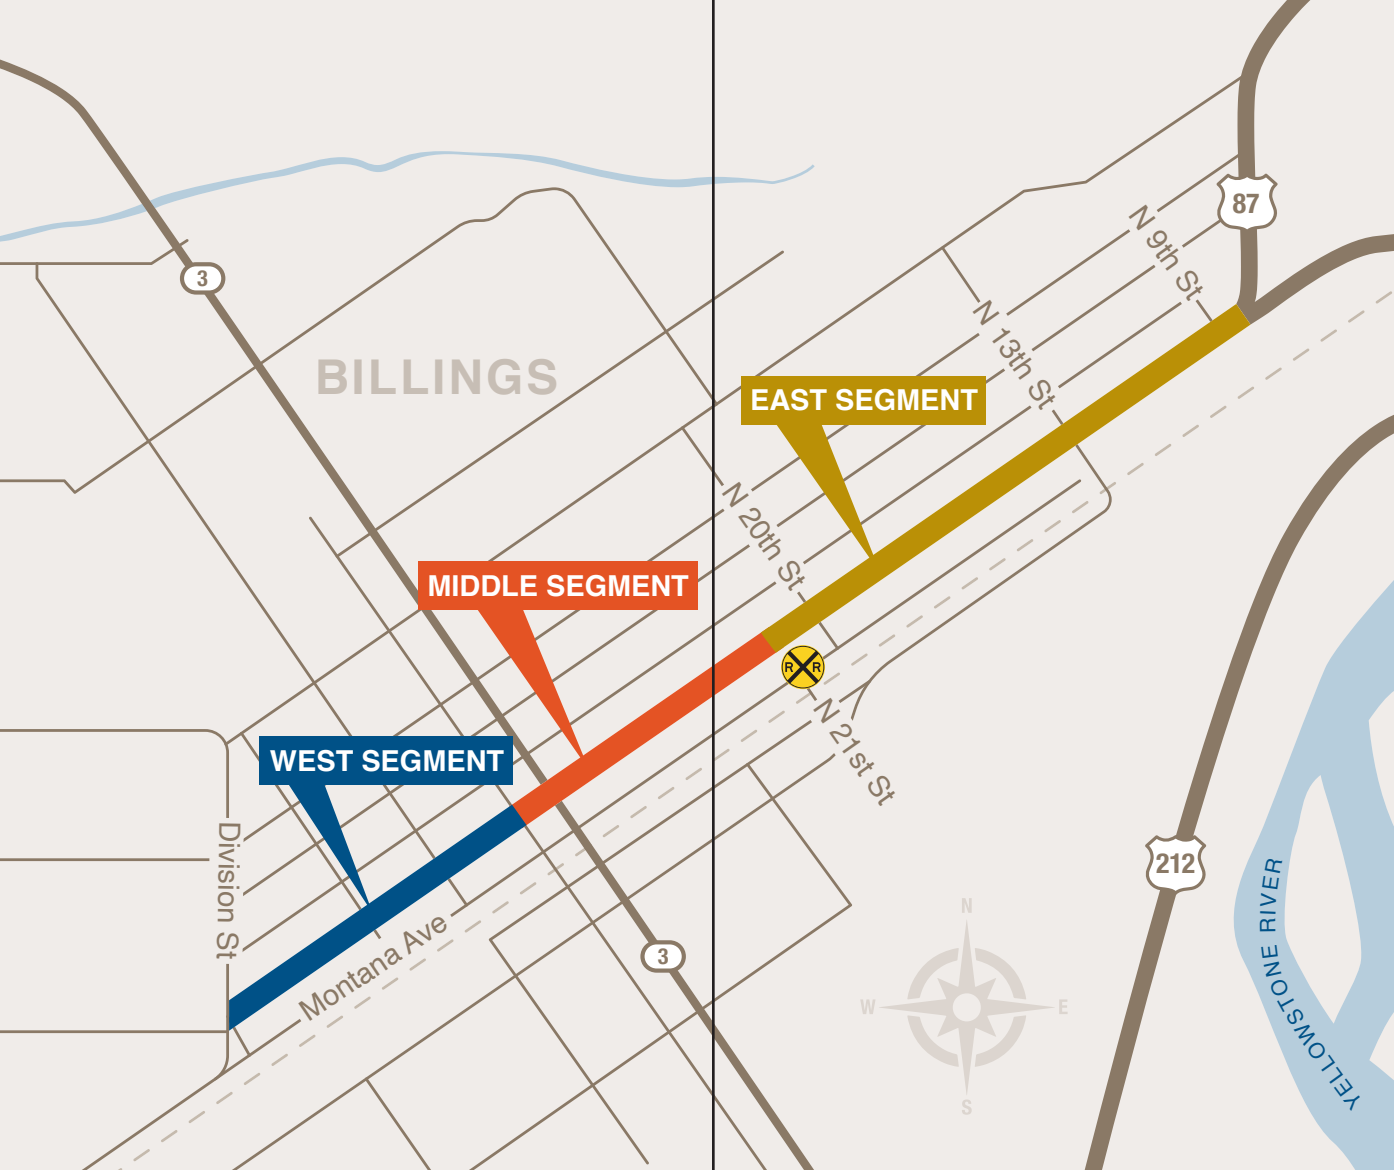 87
N 9th St
3
N 13th St
BILLINGS
EAST SEGMENT
N 20th St
MIDDLE SEGMENT
R R
N 21st St
WEST SEGMENT
Division St
212
YELLOWSTONE RIVER
Montana Ave
3
N
W E
S